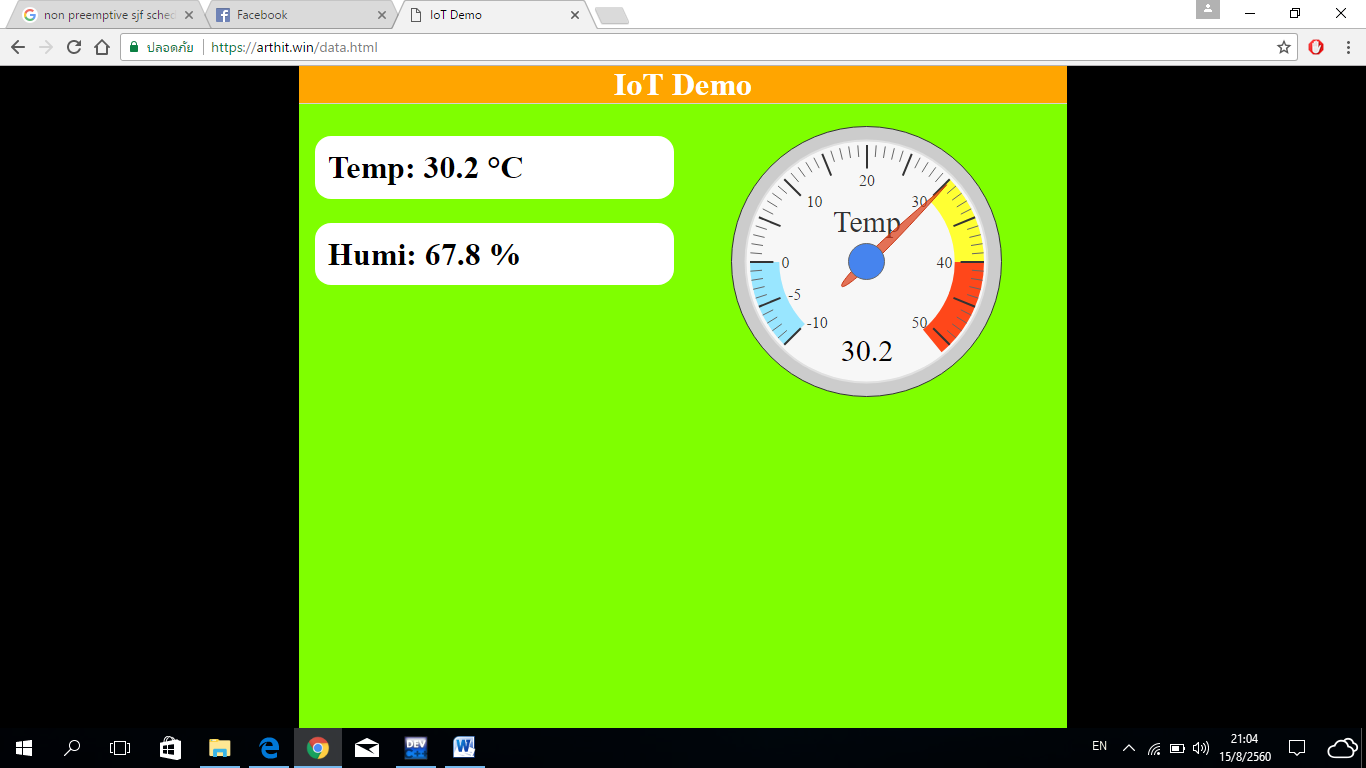 non preemptive sjf sched
Facebook
IoT Demo
ปลอดภัย
https://arthit.win/data.html
IoT Demo
Temp: 30.2 °C
Humi: 67.8 %
20
10
30
Temp
0
40
-5
-10
50
30.2
DEV
C++
W
EN
21:04
15/8/2560